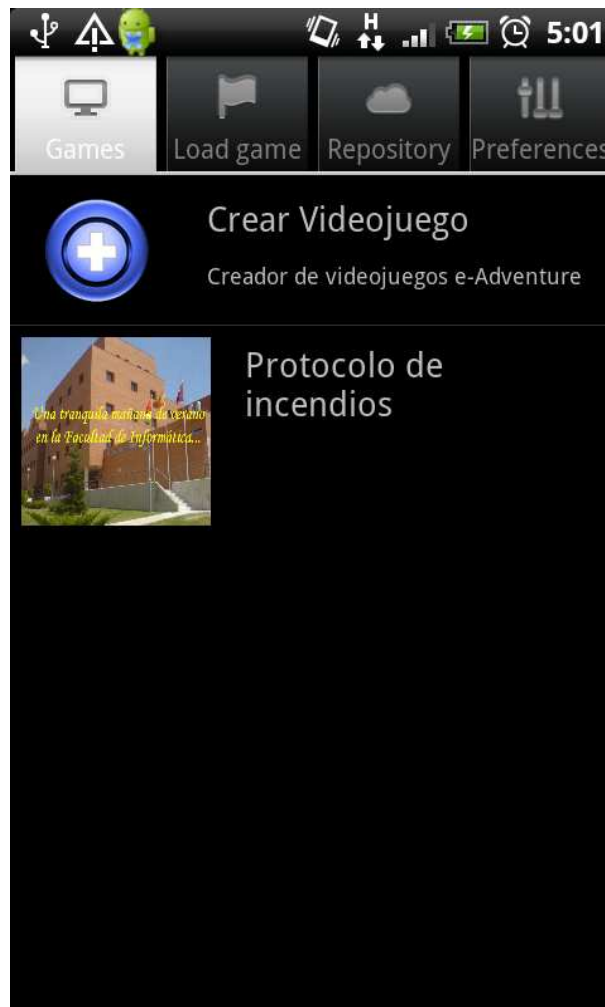 H
5:01
Games
Load game
Repository
Preferences
Crear Videojuego
Creador de videojuegos e-Adventure
Protocolo de
incendios
Una tranquila mañana de verano
en la Facultad de Informática...